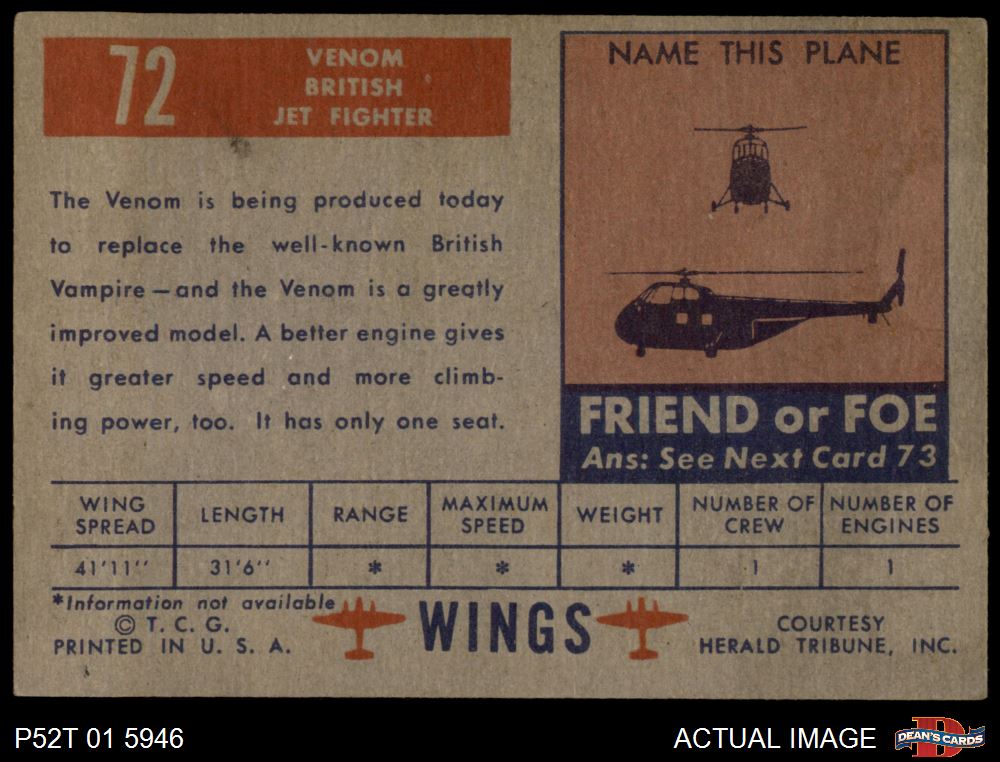 72
VENOM
BRITISH
JET FIGHTER
The Venom is being produced today
to replace the well-known British
Vampire—and the Venom is a greatly
improved model. A better engine gives
it greater speed and more climb-
ing power, too. It has only one seat.
NAME THIS PLANE
FRIEND or FOE
Ans: See Next Card 73
WING SPREAD LENGTH RANGE MAXIMUM SPEED WEIGHT NUMBER OF CREW NUMBER OF ENGINES
41'11'' 31'6'' * * * 1 1
*Information not available
© T. C. G.
PRINTED IN U. S. A.
WINGS
COURTESY
HERALD TRIBUNE, INC.
P52T 01 5946
ACTUAL IMAGE
D
DEAN'S CARDS